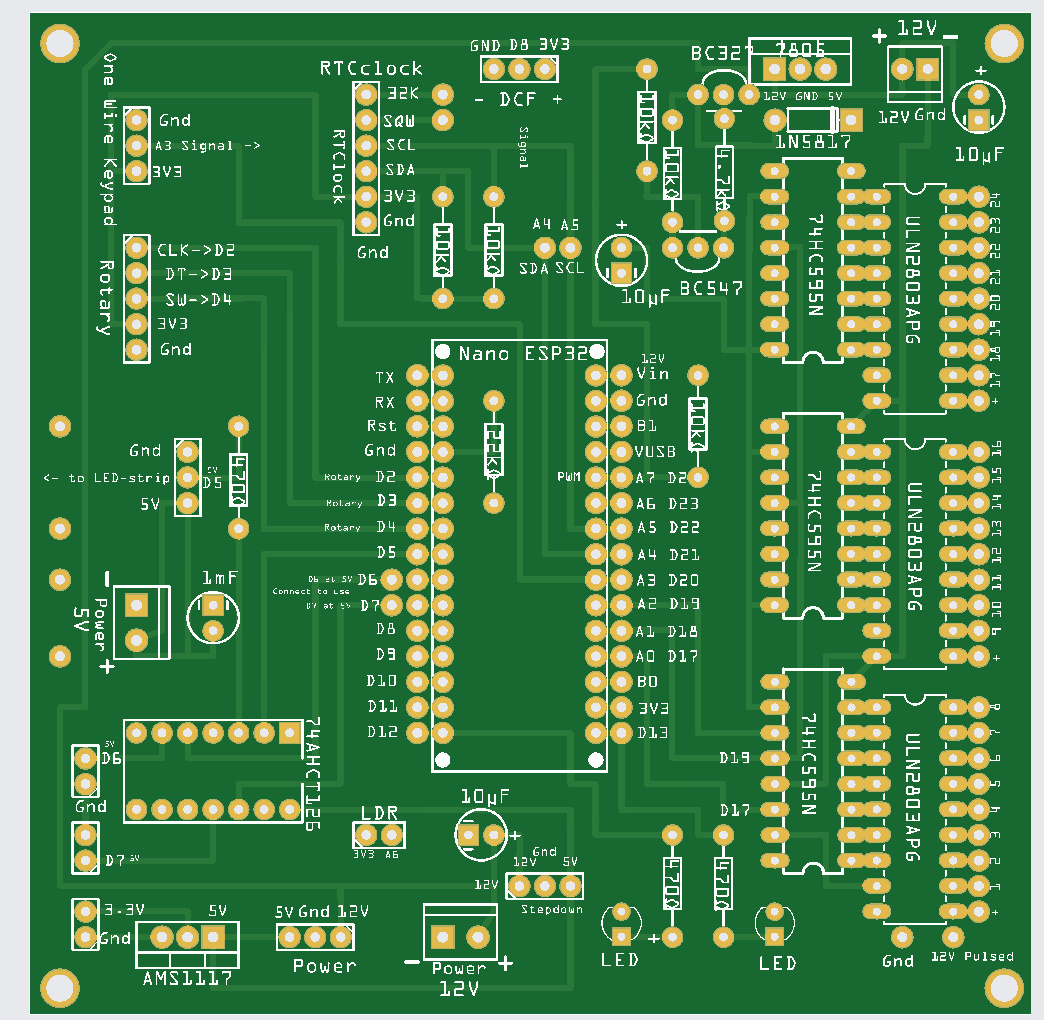 12V
+ -
GND D8 3V3
- DCF +
BC327
7806
12V GND 5V
+
12V Gnd
10µF
1N5817
RTCclock
32K
SQW
SCL
SDA
3V3
Gnd
Gnd
RTClock
Signal
One Wire Keypad
Gnd
A3 Signal ->
3V3
Rotary
CLK->D2
DT->D3
SW->D4
3V3
Gnd
10KΩ
10KΩ
A4 A5
SDA SCL
10KΩ
10KΩ
4.7KΩ
+
10µF
BC547
74HC595N
ULN2803APG
24
23
22
21
20
19
18
17
+
Nano ESP32
12V
TX
RX
Rst
Gnd
D2
D3
D4
D5
D6
D7
D8
D9
D10
D11
D12
Rotary
Rotary
Rotary
D6 at 5V
Connect to use
D7 at 5V
Vin
Gnd
B1
VUSB
A7 D2
A6 D23
A5 D22
A4 D21
A3 D20
A2 D19
A1 D18
A0 D17
B0
3V3
D13
PWM
10KΩ
74HC595N
ULN2803APG
16
15
14
13
12
11
10
9
+
Gnd
<- to LED-strip
5V
D5
5V
470Ω
1mF
-
Power
5V
+
74AHC1125
5V
D6
Gnd
D7 5V
3.3V
Gnd
5V
AMS1117
5V Gnd 12V
Power
LDR
3V3 A6
10µF
+
Gnd
12V 5V
12V
Stepdown
- Power +
12V
D19
D17
470Ω
470Ω
+
LED
LED
74HC595N
ULN2803APG
8
7
6
5
4
3
2
1
+
Gnd
12V Pulsed